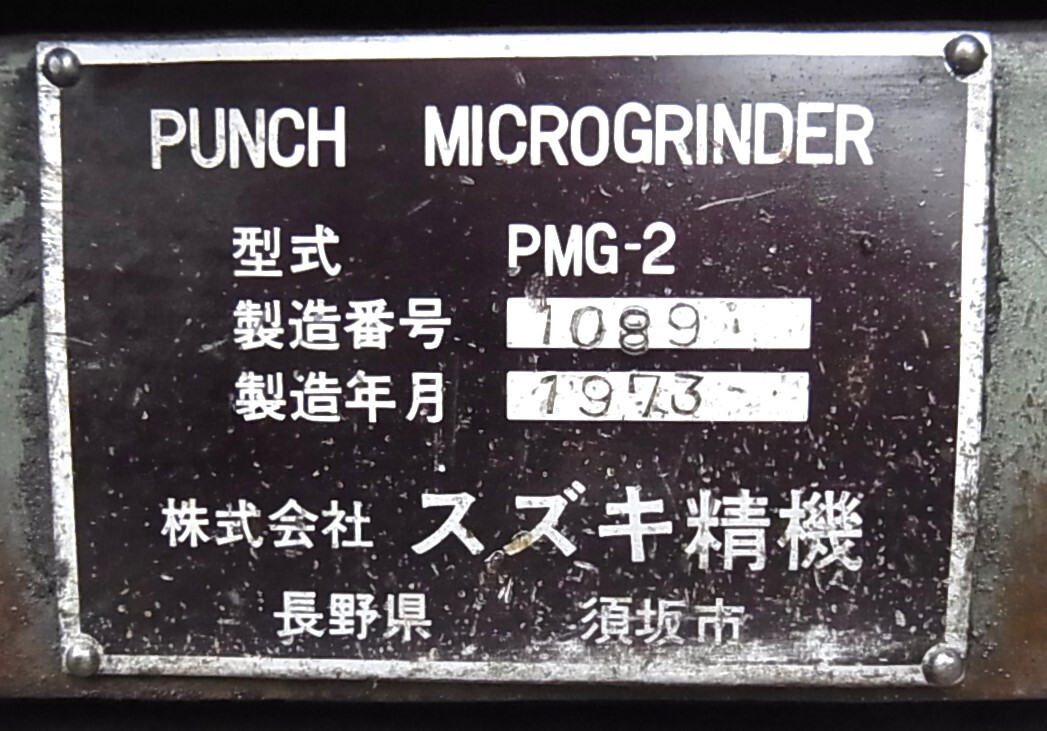 PUNCH MICROGRINDER
型式 PMG-2
製造番号 1089
製造年月 1973
株式会社 スズキ精機
長野県 須坂市